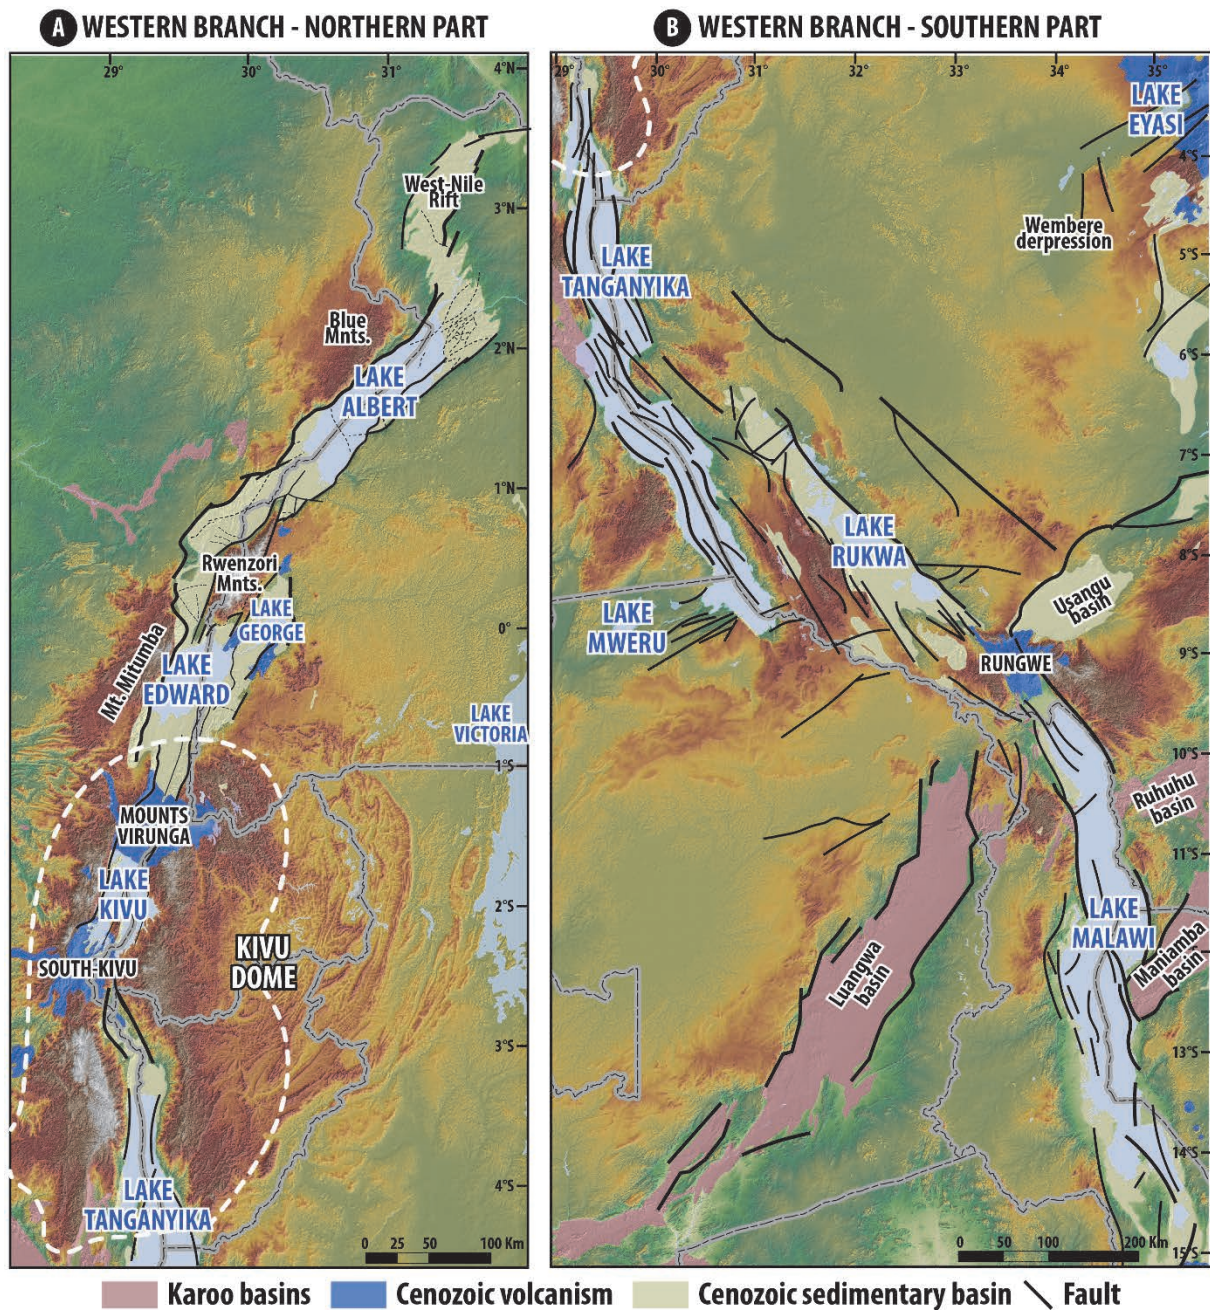 A WESTERN BRANCH - NORTHERN PART
29°
30°
31°
4°N
West-Nile
Rift
3°N
Blue
Mnts.
2°N
LAKE
ALBERT
1°N
Rwenzori
Mnts.
LAKE
GEORGE
0°
Mt. Mitumba
LAKE
EDWARD
LAKE
VICTORIA
1°S
MOUNTS
VIRUNGA
LAKE
KIVU
2°S
SOUTH-KIVU
KIVU
DOME
3°S
4°S
LAKE
TANGANYIKA
0 25 50 100 Km
B WESTERN BRANCH - SOUTHERN PART
29°
30°
31°
32°
33°
34°
35°
LAKE
EYASI
4°S
Wembere
derpression
5°S
LAKE
TANGANYIKA
6°S
7°S
LAKE
RUKWA
8°S
Usangu
basin
LAKE
MWERU
9°S
RUNGWE
10°S
Ruhuhu
basin
11°S
LAKE
MALAWI
Maniamba
basin
Luangwa
basin
13°S
14°S
0 50 100 200 Km
15°S
Karoo basins
Cenozoic volcanism
Cenozoic sedimentary basin
Fault